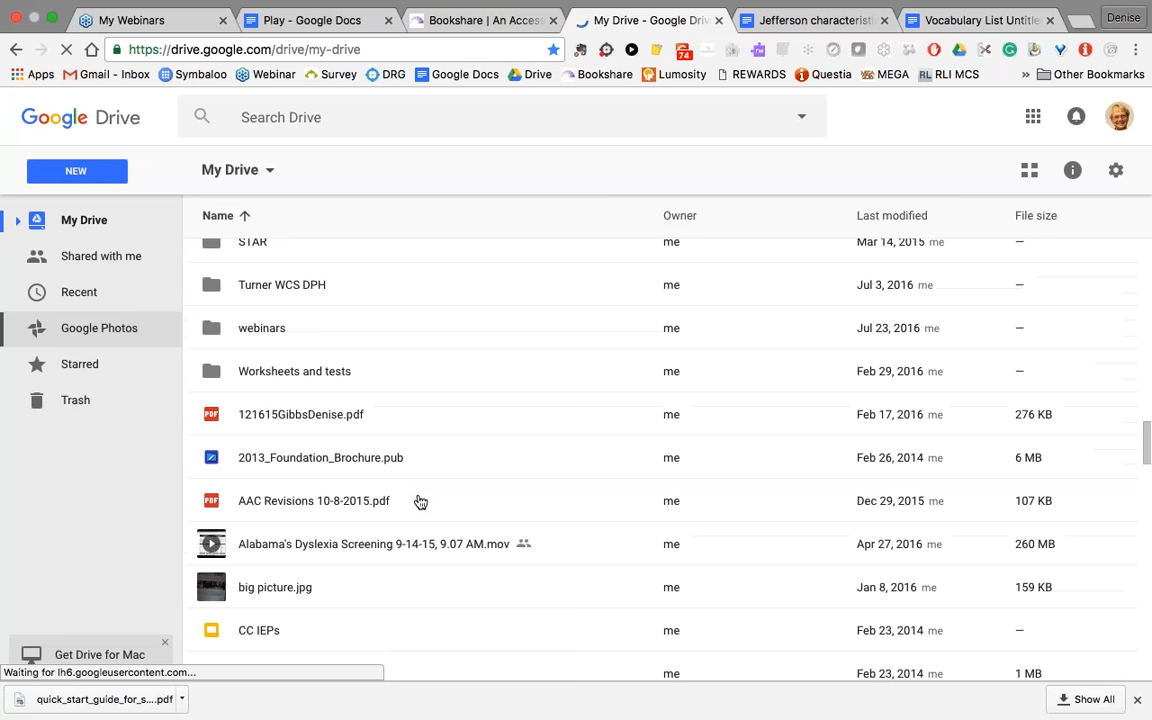 My Webinars
Play - Google Docs
Bookshare | An Access
My Drive - Google Dri
Jefferson characterist
Vocabulary List Untitle
Denise
https://drive.google.com/drive/my-drive
74
Apps
Gmail - Inbox
Symbaloo
Webinar
Survey
DRG
Google Docs
Drive
Bookshare
Lumosity
REWARDS
Questia
MEGA
RLI MCS
»
Other Bookmarks
Google Drive
Search Drive
NEW
My Drive
My Drive
Shared with me
Recent
Google Photos
Starred
Trash
Get Drive for Mac
Name Owner Last modified File size
STAR me Mar 14, 2015 me —
Turner WCS DPH me Jul 3, 2016 me —
webinars me Jul 23, 2016 me —
Worksheets and tests me Feb 29, 2016 me —
PDF 121615GibbsDenise.pdf me Feb 17, 2016 me 276 KB
2013_Foundation_Brochure.pub me Feb 26, 2014 me 6 MB
PDF AAC Revisions 10-8-2015.pdf me Dec 29, 2015 me 107 KB
Alabama's Dyslexia Screening 9-14-15, 9.07 AM.mov me Apr 27, 2016 me 260 MB
big picture.jpg me Jan 8, 2016 me 159 KB
CC IEPs me Feb 23, 2014 me —
me Feb 23, 2014 me 1 MB
Waiting for lh6.googleusercontent.com...
quick_start_guide_for_s....pdf
Show All